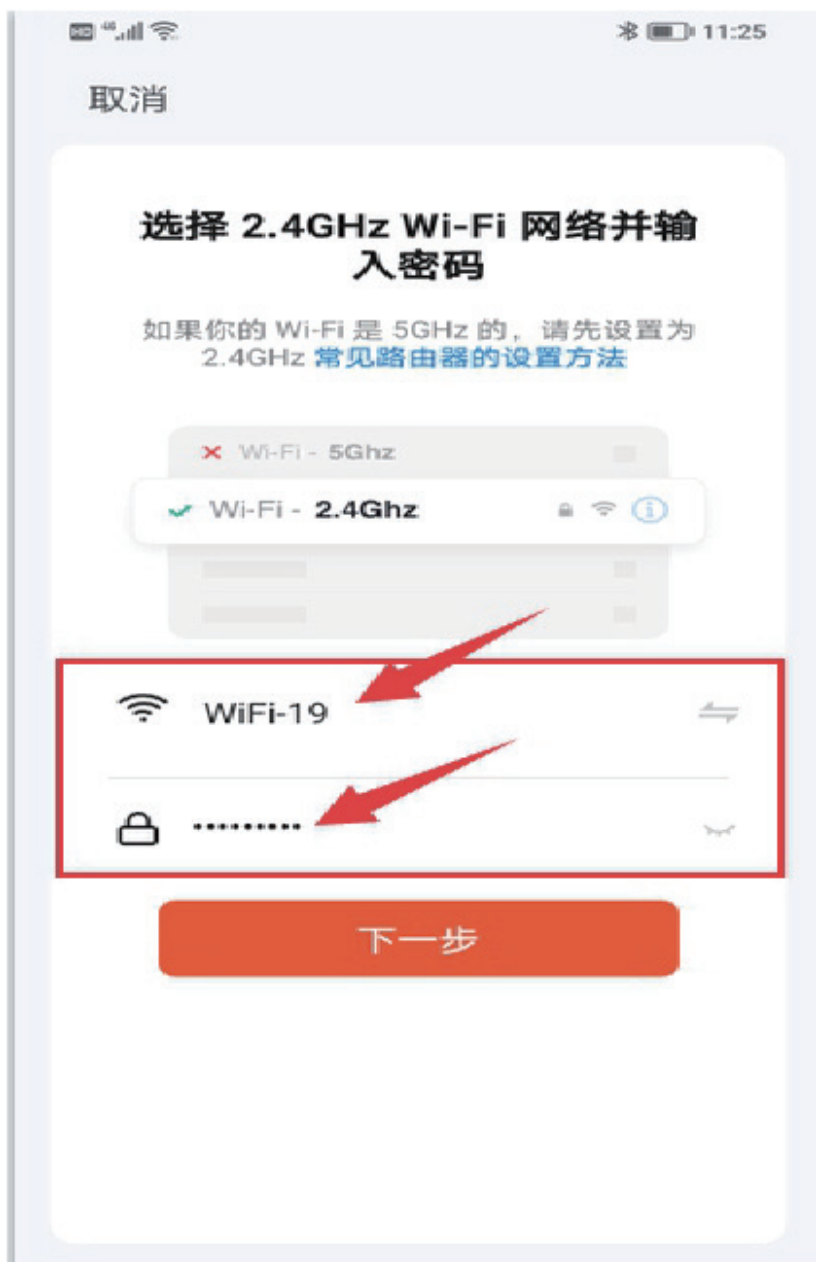 HD 4G 11:25
取消
选择 2.4GHz Wi-Fi 网络并输
入密码
如果你的 Wi-Fi 是 5GHz 的，请先设置为
2.4GHz 常见路由器的设置方法
Wi-Fi - 5Ghz
Wi-Fi - 2.4Ghz
WiFi-19
•••••••••
下一步